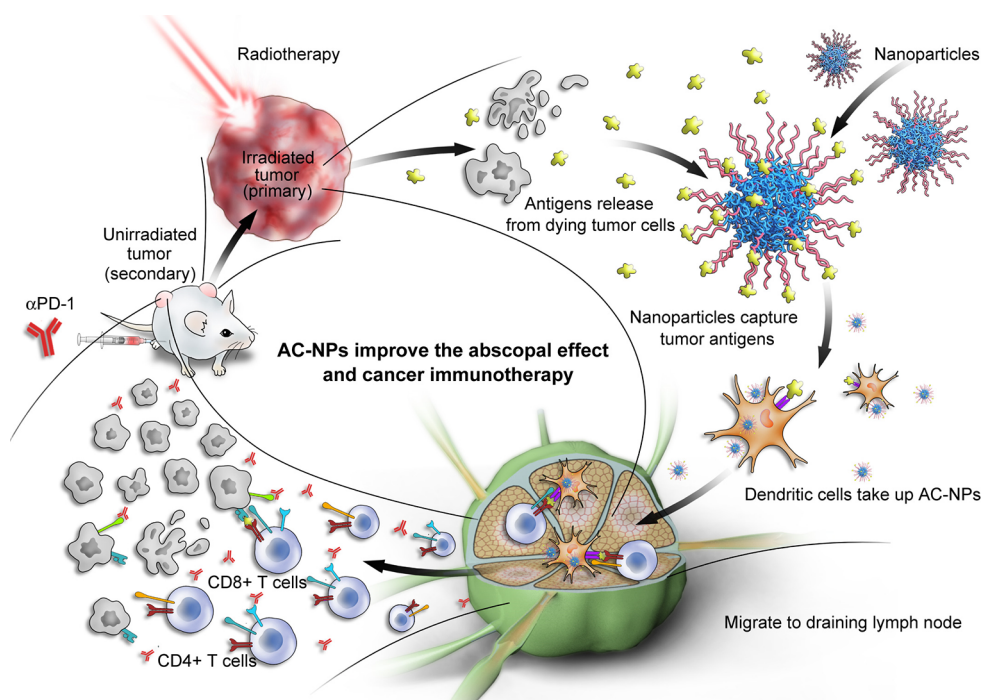 Radiotherapy
Nanoparticles
Irradiated
tumor
(primary)
Antigens release
from dying tumor cells
Unirradiated
tumor
(secondary)
αPD-1
Nanoparticles capture
tumor antigens
AC-NPs improve the abscopal effect
and cancer immunotherapy
Dendritic cells take up AC-NPs
CD8+ T cells
Migrate to draining lymph node
CD4+ T cells